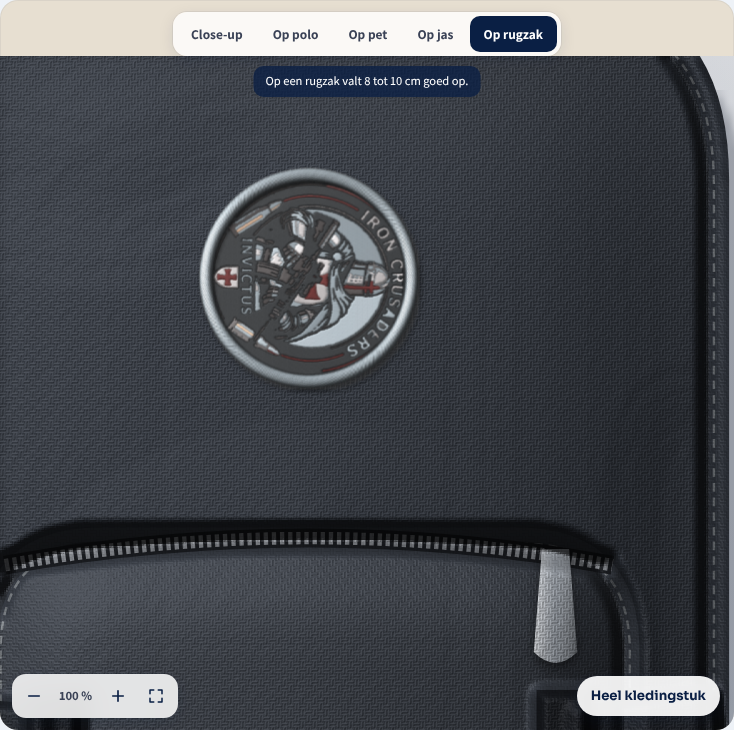 Close-up
Op polo
Op pet
Op jas
Op rugzak
Op een rugzak valt 8 tot 10 cm goed op.
IRON CRUSADERS
INVICTUS
100 %
Heel kledingstuk